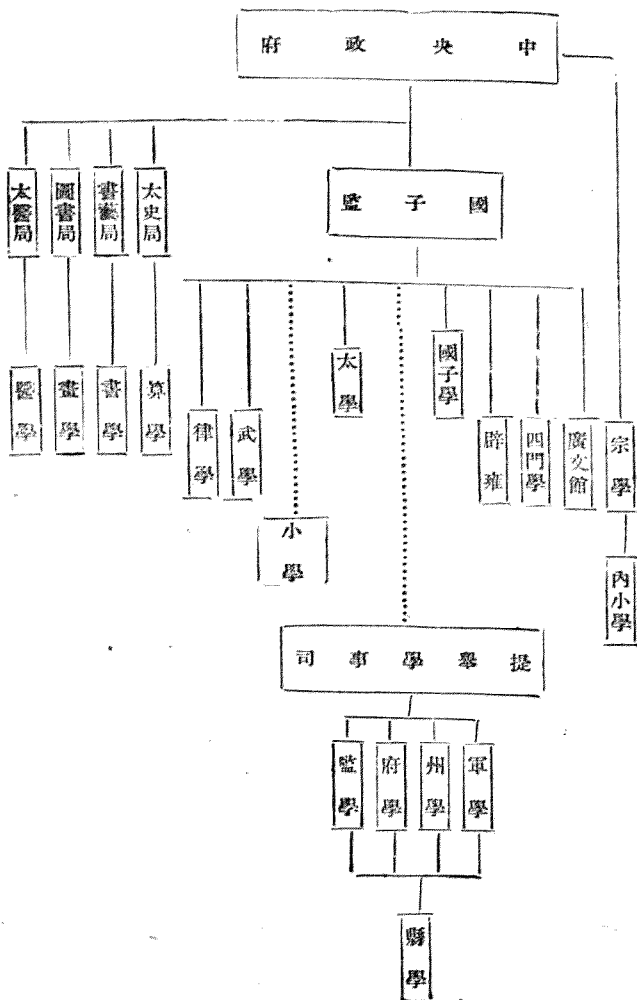 中央政府
國子監
太史局
書藝局
圖書局
太醫局
算學
書學
畫學
醫學
宗學
內小學
廣文館
四門學
辟雍
國子學
太學
小學
武學
律學
提舉學事司
軍學
州學
府學
監學
縣學